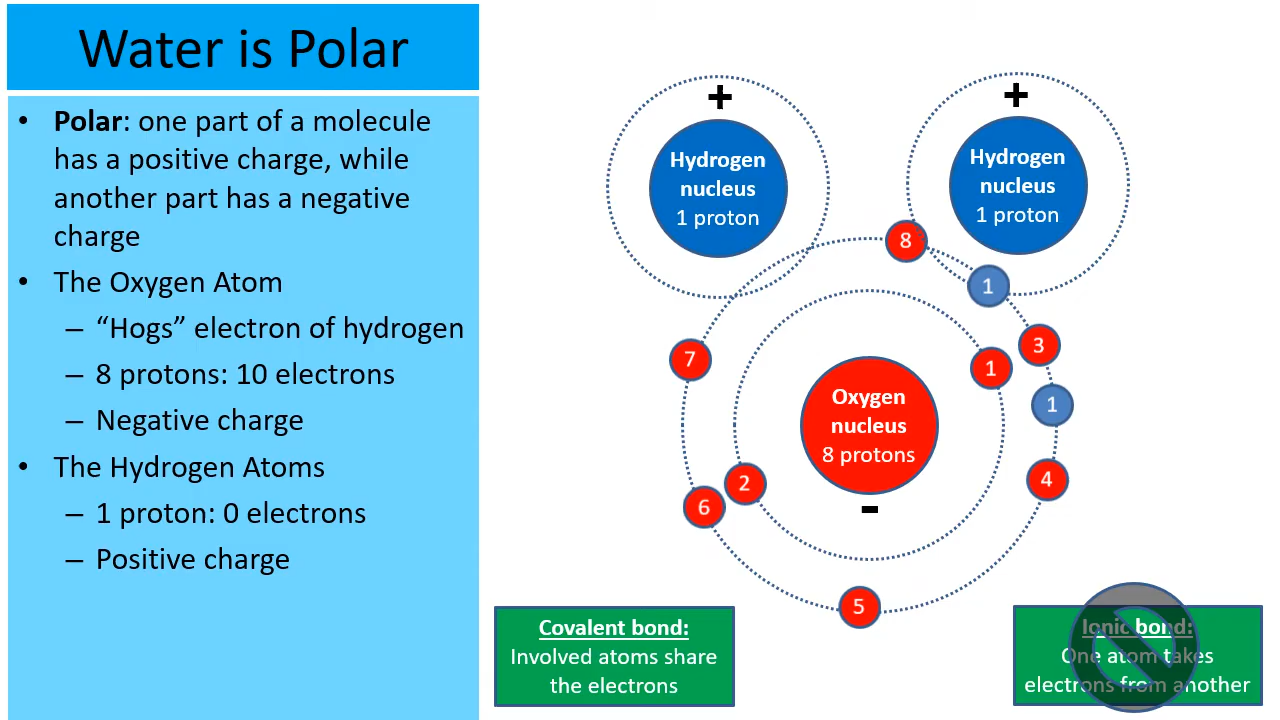 Water is Polar
• Polar: one part of a molecule
has a positive charge, while
another part has a negative
charge
• The Oxygen Atom
– “Hogs” electron of hydrogen
– 8 protons: 10 electrons
– Negative charge
• The Hydrogen Atoms
– 1 proton: 0 electrons
– Positive charge
+
Hydrogen
nucleus
1 proton
+
Hydrogen
nucleus
1 proton
8
1
3
7
1
1
Oxygen
nucleus
8 protons
-
2
6
4
5
Covalent bond:
Involved atoms share
the electrons
Ionic bond:
One atom takes
electrons from another